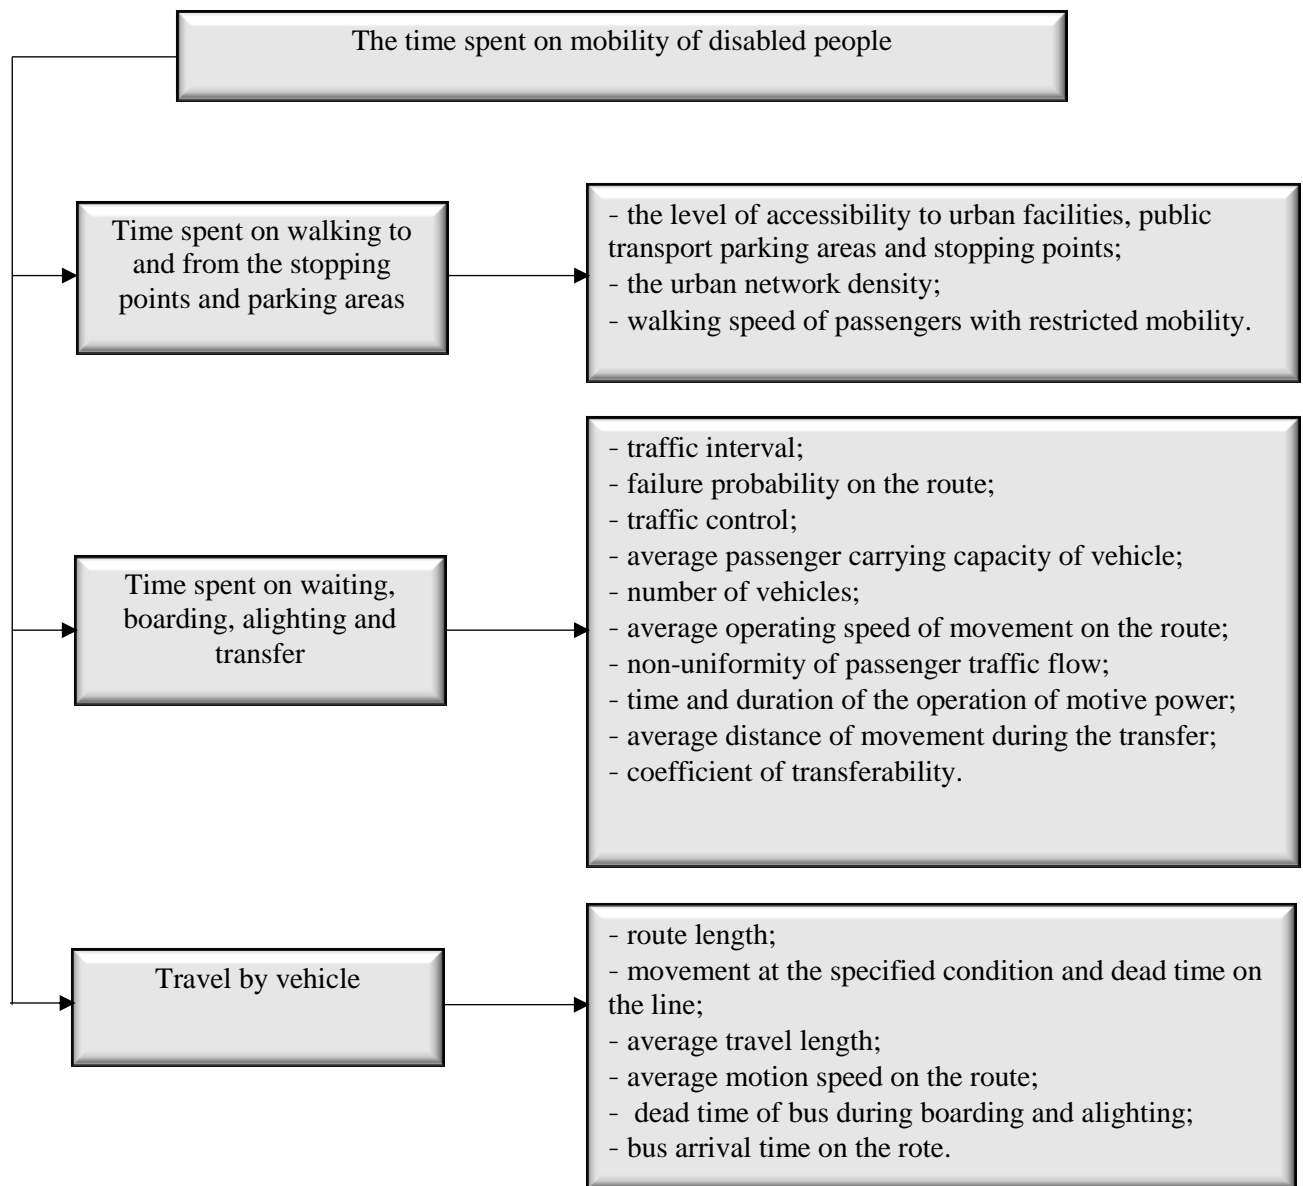 The time spent on mobility of disabled people
Time spent on walking to
and from the stopping
points and parking areas
- the level of accessibility to urban facilities, public
transport parking areas and stopping points;
- the urban network density;
- walking speed of passengers with restricted mobility.
Time spent on waiting,
boarding, alighting and
transfer
- traffic interval;
- failure probability on the route;
- traffic control;
- average passenger carrying capacity of vehicle;
- number of vehicles;
- average operating speed of movement on the route;
- non-uniformity of passenger traffic flow;
- time and duration of the operation of motive power;
- average distance of movement during the transfer;
- coefficient of transferability.
Travel by vehicle
- route length;
- movement at the specified condition and dead time on
the line;
- average travel length;
- average motion speed on the route;
- dead time of bus during boarding and alighting;
- bus arrival time on the rote.